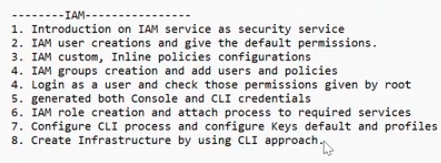 --------IAM----------------
1. Introduction on IAM service as security service
2. IAM user creations and give the default permissions.
3. IAM custom, Inline policies configurations
4. IAM groups creation and add users and policies
4. Login as a user and check those permissions given by root
5. generated both Console and CLI credentials
6. IAM role creation and attach process to required services
7. Configure CLI process and configure Keys default and profiles
8. Create Infrastructure by using CLI approach.